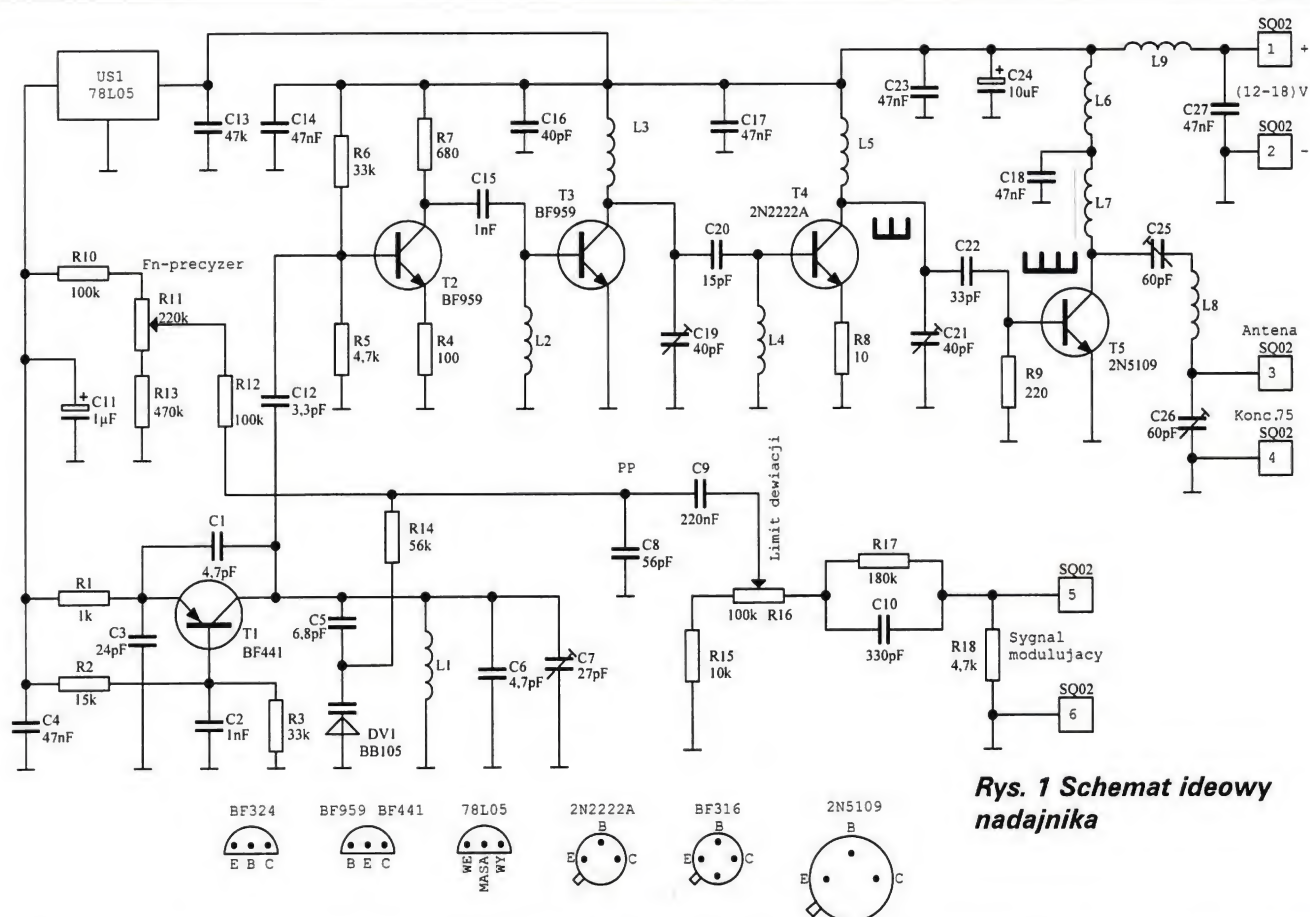 SQ02
1 +
(12-18)V
SQ02
2 -
US1
78L05
C13
47k
C14
47nF
R6
33k
R7
680
C16
40pF
L3
C17
47nF
L5
C23
47nF
+
C24
10uF
L6
L9
C27
47nF
C15
1nF
T3
BF959
T4
2N2222A
C18
47nF
L7
R10
100k
Fn-precyzer
R11
220k
T2
BF959
C20
15pF
C22
33pF
C25
60pF
L8
Antena
SQ02
3
R5
4,7k
R4
100
L2
C19
40pF
L4
R8
10
C21
40pF
R9
220
T5
2N5109
C26
60pF
Konc.75
SQ02
4
+
C11
1µF
R13
470k
R12
100k
C12
3,3pF
PP
C9
220nF
Limit dewiacji
C1
4,7pF
R14
56k
C8
56pF
R17
180k
C10
330pF
SQ02
5
R1
1k
C3
24pF
T1
BF441
C5
6,8pF
L1
C6
4,7pF
C7
27pF
100k R16
R15
10k
R18
4,7k
Sygnal
modulujacy
SQ02
6
R2
15k
C4
47nF
C2
1nF
R3
33k
DV1
BB105
Rys. 1 Schemat ideowy
nadajnika
BF324
E B C
BF959 BF441
B E C
78L05
WE
MASA
WY
2N2222A
B
E C
BF316
B
E C
2N5109
B
E C